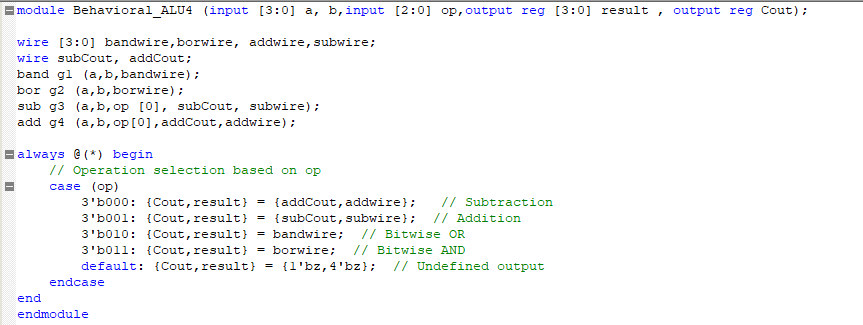 module Behavioral_ALU4 (input [3:0] a, b,input [2:0] op,output reg [3:0] result , output reg Cout);
wire [3:0] bandwire,borwire, addwire,subwire;
wire subCout, addCout;
band g1 (a,b,bandwire);
bor g2 (a,b,borwire);
sub g3 (a,b,op [0], subCout, subwire);
add g4 (a,b,op[0],addCout,addwire);
always @(*) begin
// Operation selection based on op
case (op)
3'b000: {Cout,result} = {addCout,addwire};   // Subtraction
3'b001: {Cout,result} = {subCout,subwire};  // Addition
3'b010: {Cout,result} = bandwire;  // Bitwise OR
3'b011: {Cout,result} = borwire;  // Bitwise AND
default: {Cout,result} = {1'bz,4'bz};  // Undefined output
endcase
end
endmodule